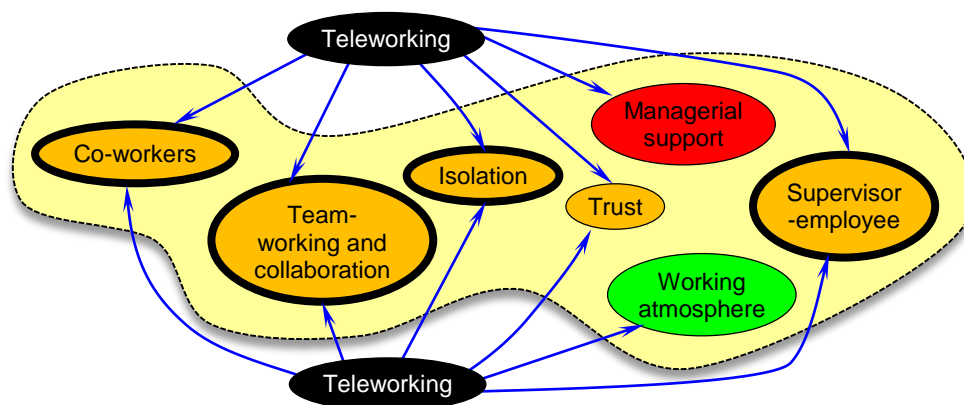 Teleworking
Managerial
support
Co-workers
Isolation
Team-
working and
collaboration
Trust
Supervisor
-employee
Working
atmosphere
Teleworking